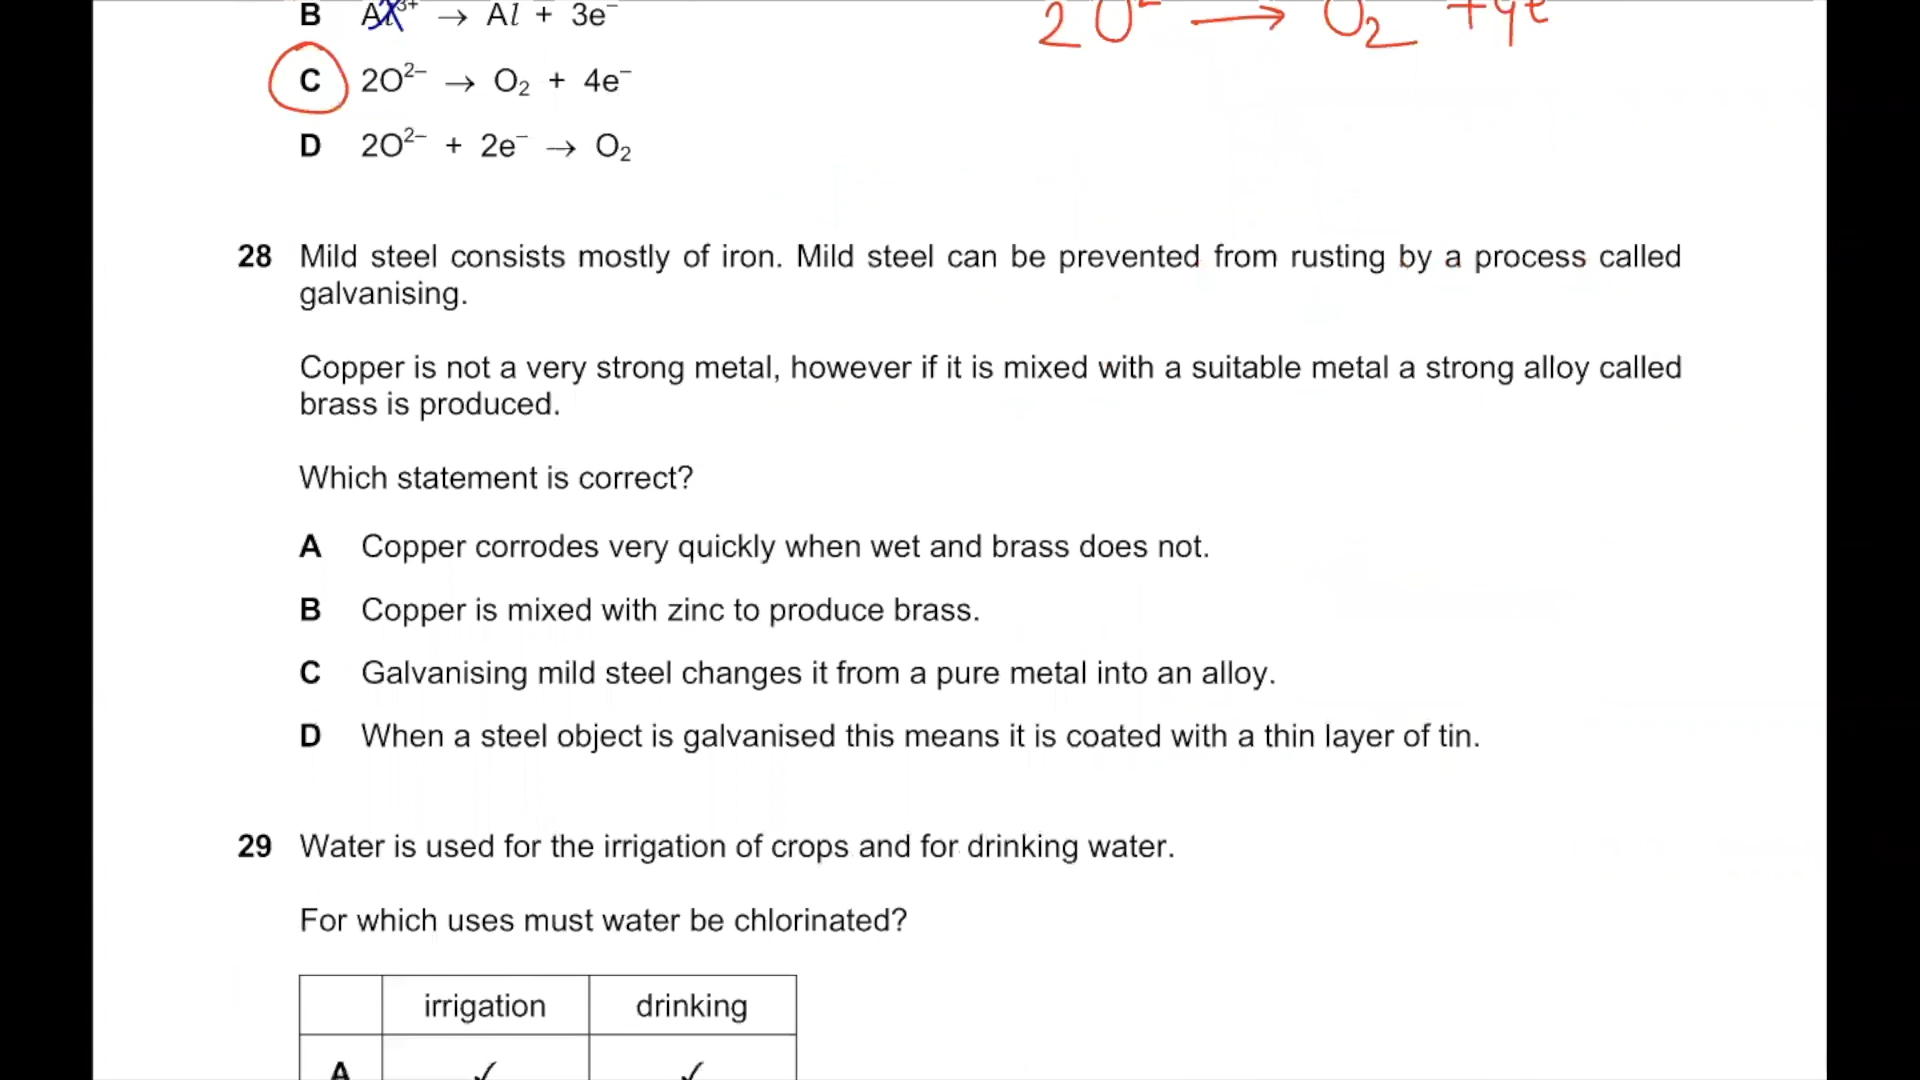 B Al³⁺ → Al + 3e⁻
2O²⁻ → O₂ + 4e
C 2O²⁻ → O₂ + 4e⁻
D 2O²⁻ + 2e⁻ → O₂
28 Mild steel consists mostly of iron. Mild steel can be prevented from rusting by a process called
galvanising.
Copper is not a very strong metal, however if it is mixed with a suitable metal a strong alloy called
brass is produced.
Which statement is correct?
A Copper corrodes very quickly when wet and brass does not.
B Copper is mixed with zinc to produce brass.
C Galvanising mild steel changes it from a pure metal into an alloy.
D When a steel object is galvanised this means it is coated with a thin layer of tin.
29 Water is used for the irrigation of crops and for drinking water.
For which uses must water be chlorinated?
irrigation drinking
A ✓ ✓